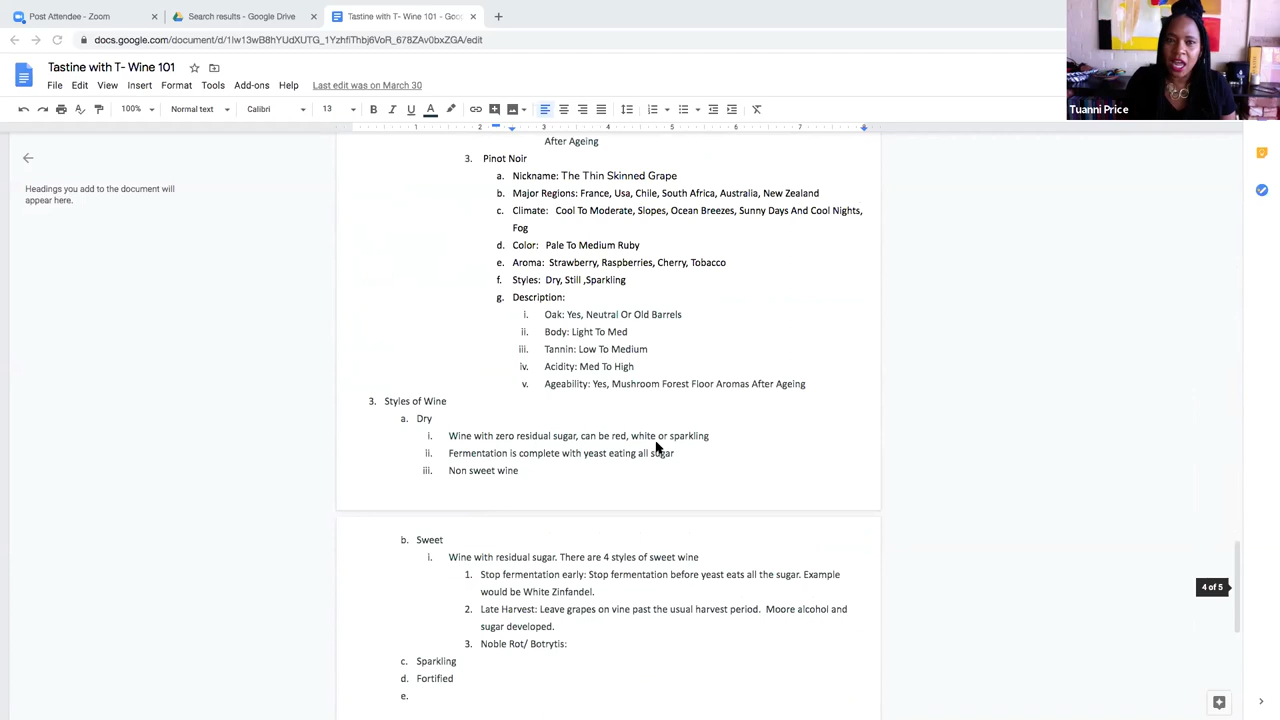 Post Attendee - Zoom
Search results - Google Drive
Tastine with T- Wine 101 - Goo
docs.google.com/document/d/1Iw13wB8hYUdXUTG_1YzhfiThbj6VoR_678ZAv0bxZGA/edit
Tastine with T- Wine 101
File Edit View Insert Format Tools Add-ons Help Last edit was on March 30
100% Normal text Calibri 13 B I U A
Tuanni Price
1 2 3 4 5 6 7
Headings you add to the document will
appear here.
After Ageing
3. Pinot Noir
a. Nickname: The Thin Skinned Grape
b. Major Regions: France, Usa, Chile, South Africa, Australia, New Zealand
c. Climate: Cool To Moderate, Slopes, Ocean Breezes, Sunny Days And Cool Nights,
Fog
d. Color: Pale To Medium Ruby
e. Aroma: Strawberry, Raspberries, Cherry, Tobacco
f. Styles: Dry, Still ,Sparkling
g. Description:
i. Oak: Yes, Neutral Or Old Barrels
ii. Body: Light To Med
iii. Tannin: Low To Medium
iv. Acidity: Med To High
v. Ageability: Yes, Mushroom Forest Floor Aromas After Ageing
3. Styles of Wine
a. Dry
i. Wine with zero residual sugar, can be red, white or sparkling
ii. Fermentation is complete with yeast eating all sugar
iii. Non sweet wine
b. Sweet
i. Wine with residual sugar. There are 4 styles of sweet wine
1. Stop fermentation early: Stop fermentation before yeast eats all the sugar. Example
would be White Zinfandel.
2. Late Harvest: Leave grapes on vine past the usual harvest period. Moore alcohol and
sugar developed.
3. Noble Rot/ Botrytis:
c. Sparkling
d. Fortified
e.
4 of 5